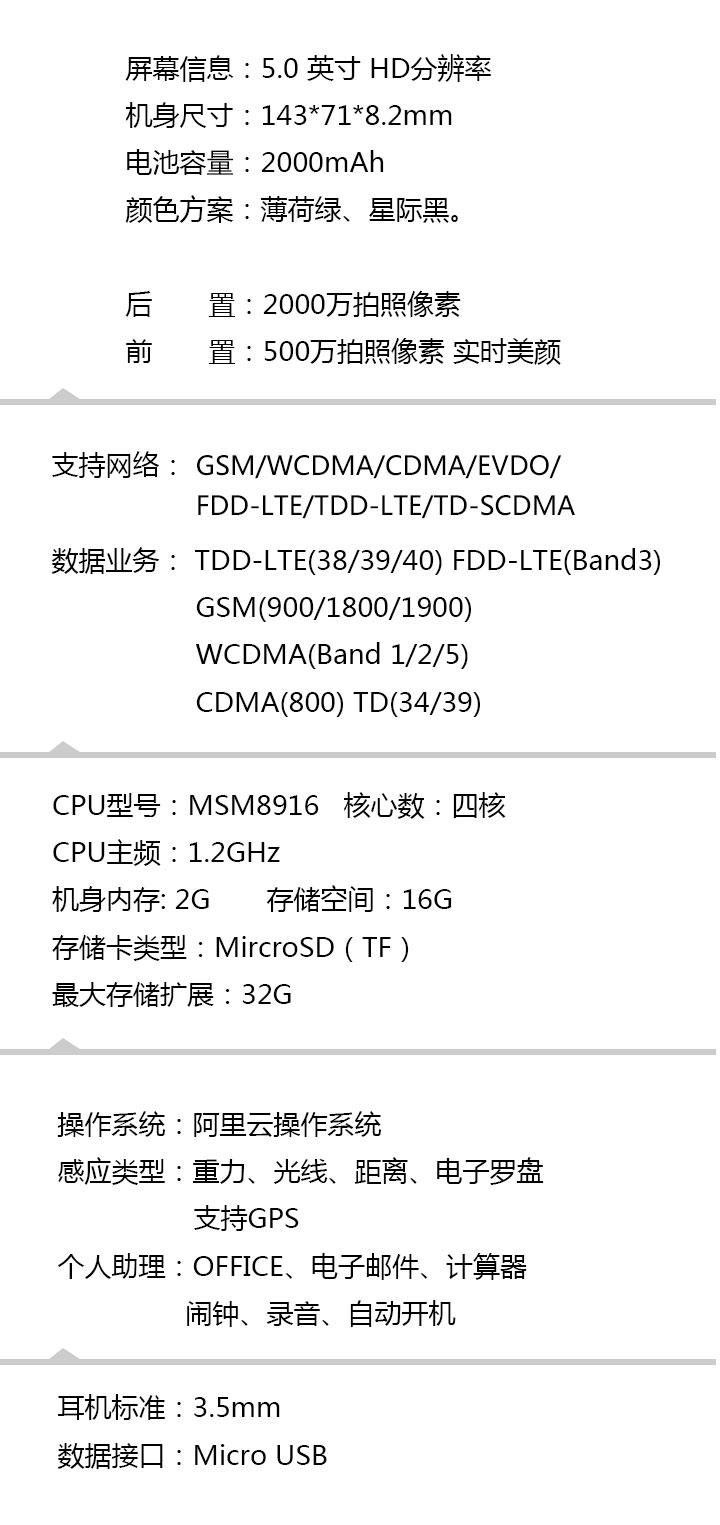 屏幕信息：5.0 英寸 HD分辨率
机身尺寸：143*71*8.2mm
电池容量：2000mAh
颜色方案：薄荷绿、星际黑。
后　　置：2000万拍照像素
前　　置：500万拍照像素 实时美颜
支持网络： GSM/WCDMA/CDMA/EVDO/
FDD-LTE/TDD-LTE/TD-SCDMA
数据业务： TDD-LTE(38/39/40) FDD-LTE(Band3)
GSM(900/1800/1900)
WCDMA(Band 1/2/5)
CDMA(800) TD(34/39)
CPU型号：MSM8916 核心数：四核
CPU主频：1.2GHz
机身内存: 2G 存储空间：16G
存储卡类型：MircroSD（TF）
最大存储扩展：32G
操作系统：阿里云操作系统
感应类型：重力、光线、距离、电子罗盘
支持GPS
个人助理：OFFICE、电子邮件、计算器
闹钟、录音、自动开机
耳机标准：3.5mm
数据接口：Micro USB